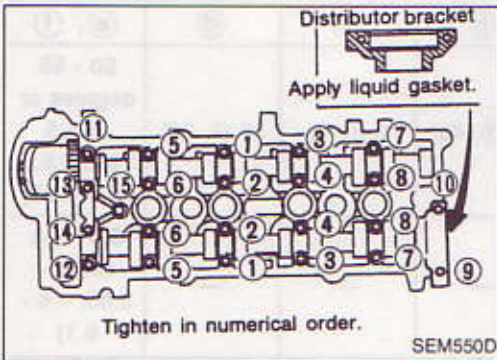 Distributor bracket
Apply liquid gasket.
⑪ ⑤ ① ③ ⑦
⑬ ⑮ ⑥ ② ④ ⑧ ⑩
⑭ ⑥ ② ④ ⑧
⑫ ⑤ ① ③ ⑦ ⑨
Tighten in numerical order.
SEM550D